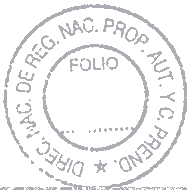 DIREC. NAC. DE REG. NAC. PROP. AUT. Y C. PREND.
FOLIO